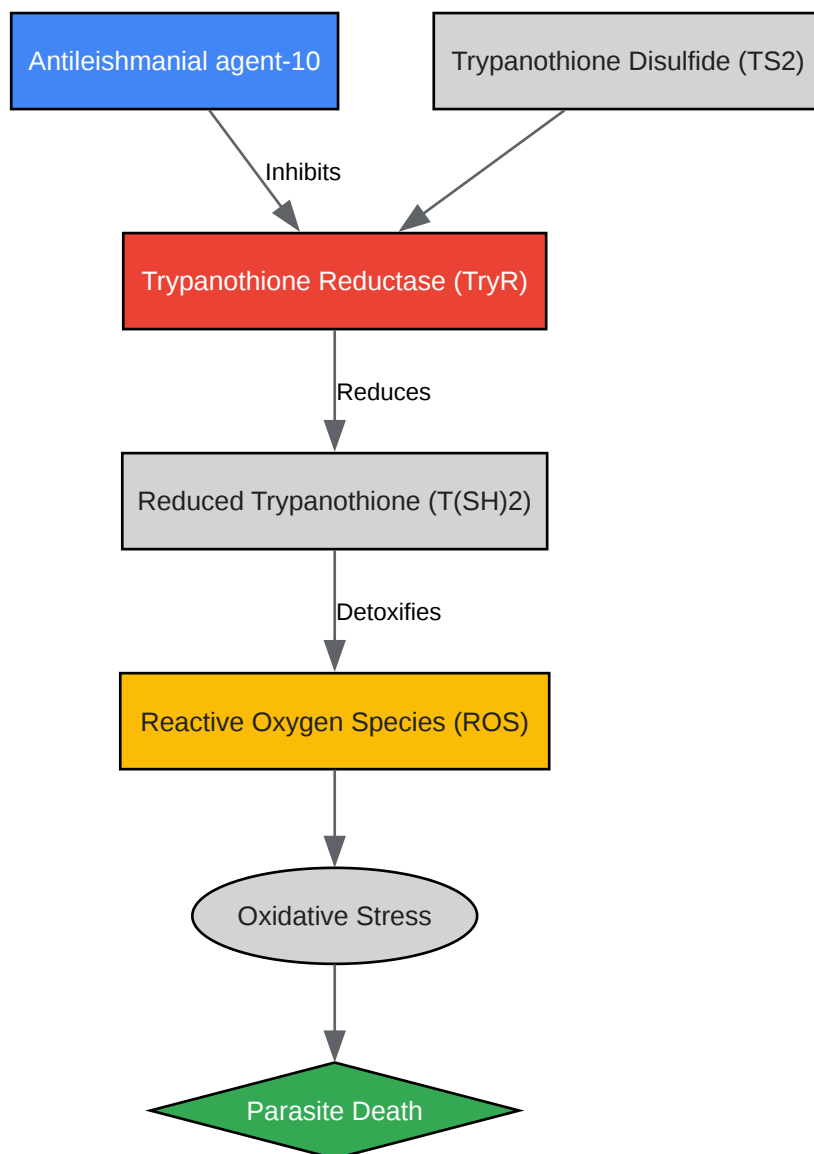 Antileishmanial agent-10
Trypanothione Disulfide (TS2)
Inhibits
Trypanothione Reductase (TryR)
Reduces
Reduced Trypanothione (T(SH)2)
Detoxifies
Reactive Oxygen Species (ROS)
Oxidative Stress
Parasite Death